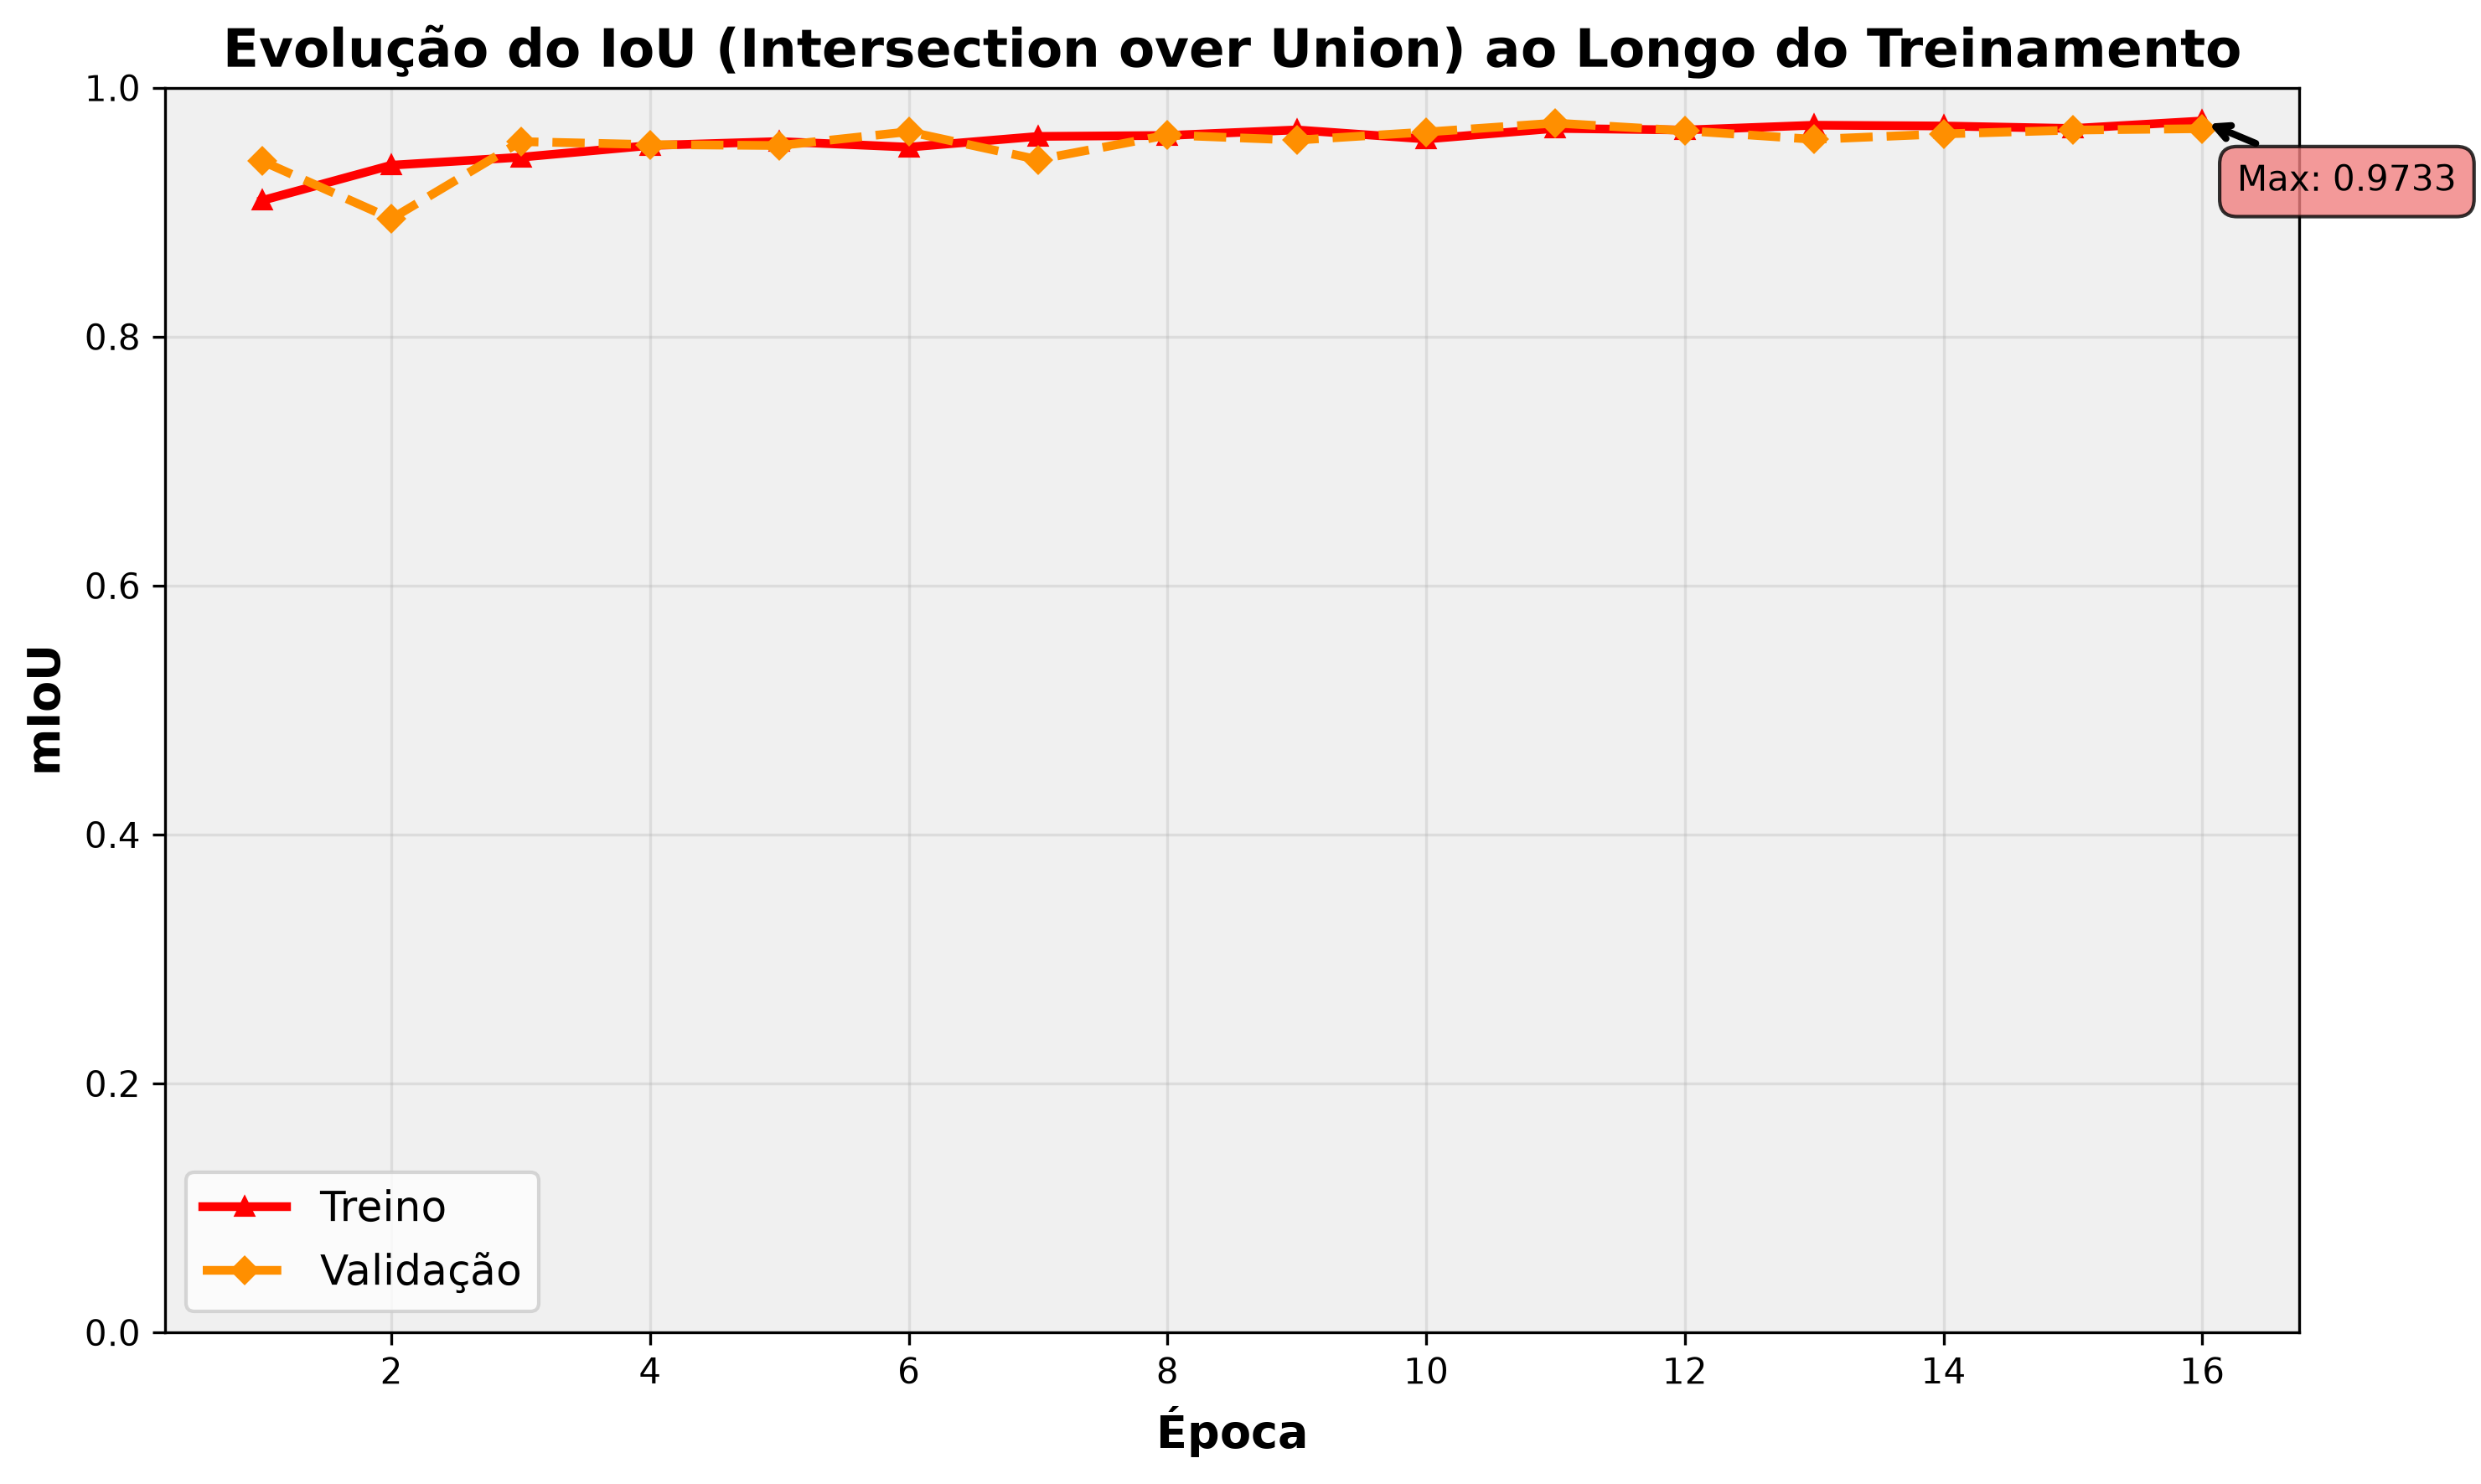 Evolução do IoU (Intersection over Union) ao Longo do Treinamento
1.0
0.8
0.6
0.4
0.2
0.0
mIoU
Max: 0.9733
Treino
Validação
2 4 6 8 10 12 14 16
Época